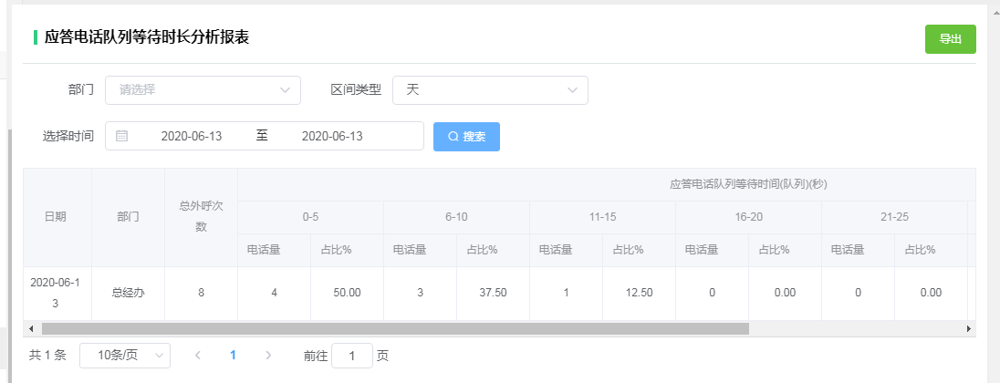 应答电话队列等待时长分析报表
导出
部门 请选择 区间类型 天
选择时间 2020-06-13 至 2020-06-13 搜索
应答电话队列等待时间(队列)(秒)
日期 部门 总外呼次
数
0-5 6-10 11-15 16-20 21-25
电话量 占比% 电话量 占比% 电话量 占比% 电话量 占比% 电话量 占比%
2020-06-1
3
总经办 8 4 50.00 3 37.50 1 12.50 0 0.00 0 0.00
共 1 条 10条/页 1 前往 1 页